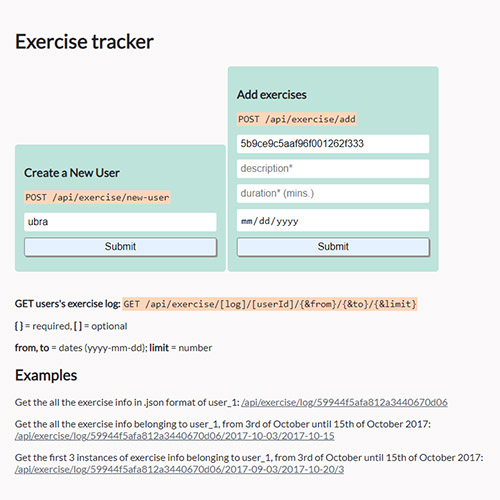 Exercise tracker
Create a New User
POST /api/exercise/new-user
ubra
Submit
Add exercises
POST /api/exercise/add
5b9ce9c5aaf96f001262f333
description*
duration* (mins.)
mm/dd/yyyy
Submit
GET users's exercise log: GET /api/exercise/[log]/[userId]/{&from}/{&to}/{&limit}
{ } = required, [ ] = optional
from, to = dates (yyyy-mm-dd); limit = number
Examples
Get the all the exercise info in .json format of user_1: /api/exercise/log/59944f5afa812a3440670d06
Get the all the exercise info belonging to user_1, from 3rd of October until 15th of October 2017:
/api/exercise/log/59944f5afa812a3440670d06/2017-10-03/2017-10-15
Get the first 3 instances of exercise info belonging to user_1, from 3rd of October until 15th of October 2017:
/api/exercise/log/59944f5afa812a3440670d06/2017-09-03/2017-10-20/3